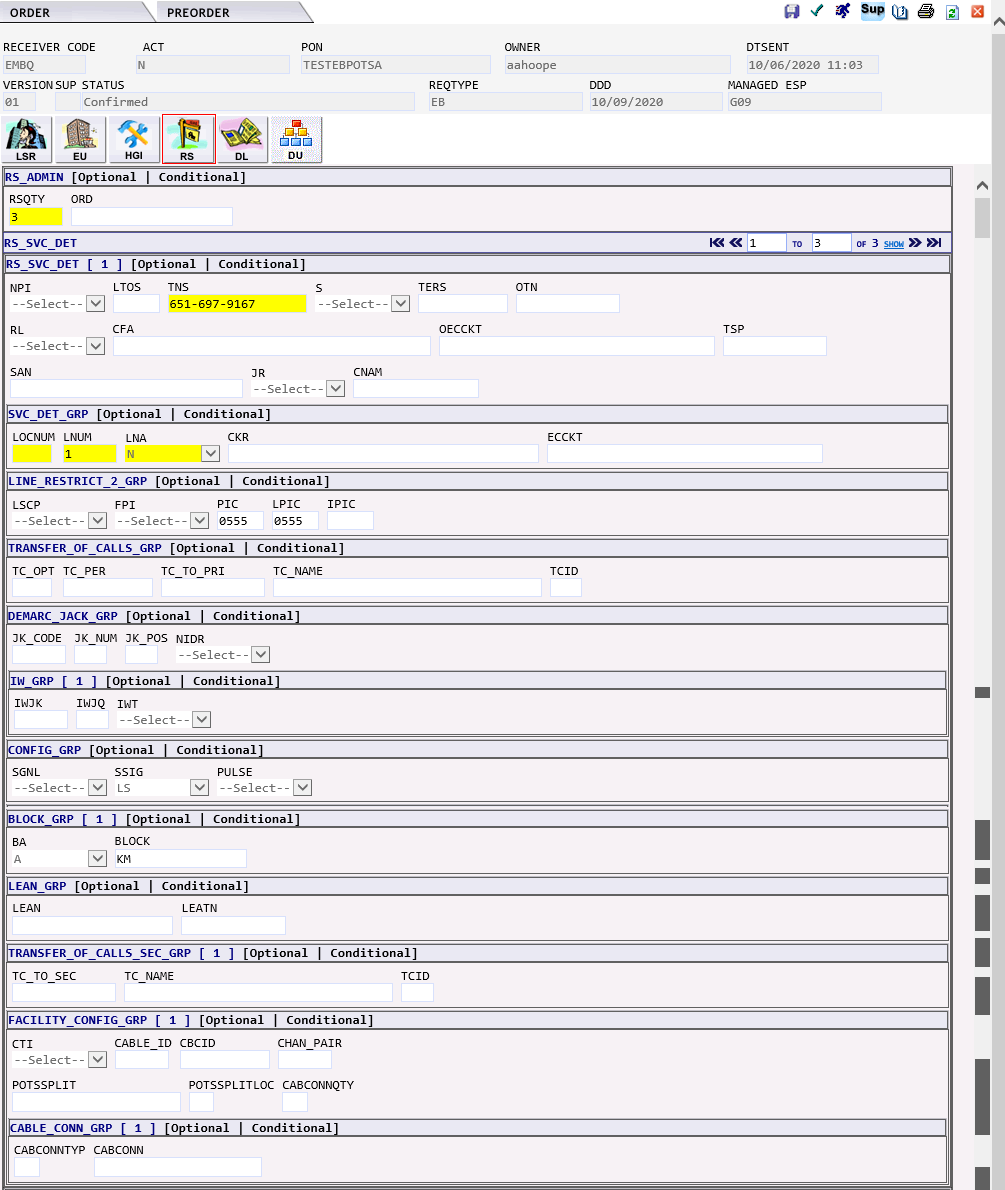 ORDER PREORDER Sup
RECEIVER CODE ACT PON OWNER DTSENT
EMBQ N TESTEBPOTSA aahoope 10/06/2020 11:03
VERSION SUP STATUS REQTYPE DDD MANAGED ESP
01 Confirmed EB 10/09/2020 G09
LSR EU HGI RS DL DU
RS_ADMIN [Optional | Conditional]
RSQTY ORD
3
RS_SVC_DET 1 TO 3 OF 3 SHOW
RS_SVC_DET [ 1 ] [Optional | Conditional]
NPI LTOS TNS S TERS OTN
--Select-- 651-697-9167 --Select--
RL CFA OECCKT TSP
--Select--
SAN JR CNAM
--Select--
SVC_DET_GRP [Optional | Conditional]
LOCNUM LNUM LNA CKR ECCKT
1 N
LINE_RESTRICT_2_GRP [Optional | Conditional]
LSCP FPI PIC LPIC IPIC
--Select-- --Select-- 0555 0555
TRANSFER_OF_CALLS_GRP [Optional | Conditional]
TC_OPT TC_PER TC_TO_PRI TC_NAME TCID
DEMARC_JACK_GRP [Optional | Conditional]
JK_CODE JK_NUM JK_POS NIDR
--Select--
IW_GRP [ 1 ] [Optional | Conditional]
IWJK IWJQ IWT
--Select--
CONFIG_GRP [Optional | Conditional]
SGNL SSIG PULSE
--Select-- LS --Select--
BLOCK_GRP [ 1 ] [Optional | Conditional]
BA BLOCK
A KM
LEAN_GRP [Optional | Conditional]
LEAN LEATN
TRANSFER_OF_CALLS_SEC_GRP [ 1 ] [Optional | Conditional]
TC_TO_SEC TC_NAME TCID
FACILITY_CONFIG_GRP [ 1 ] [Optional | Conditional]
CTI CABLE_ID CBCID CHAN_PAIR
--Select--
POTSSPLIT POTSSPLITLOC CABCONNQTY
CABLE_CONN_GRP [ 1 ] [Optional | Conditional]
CABCONNTYP CABCONN